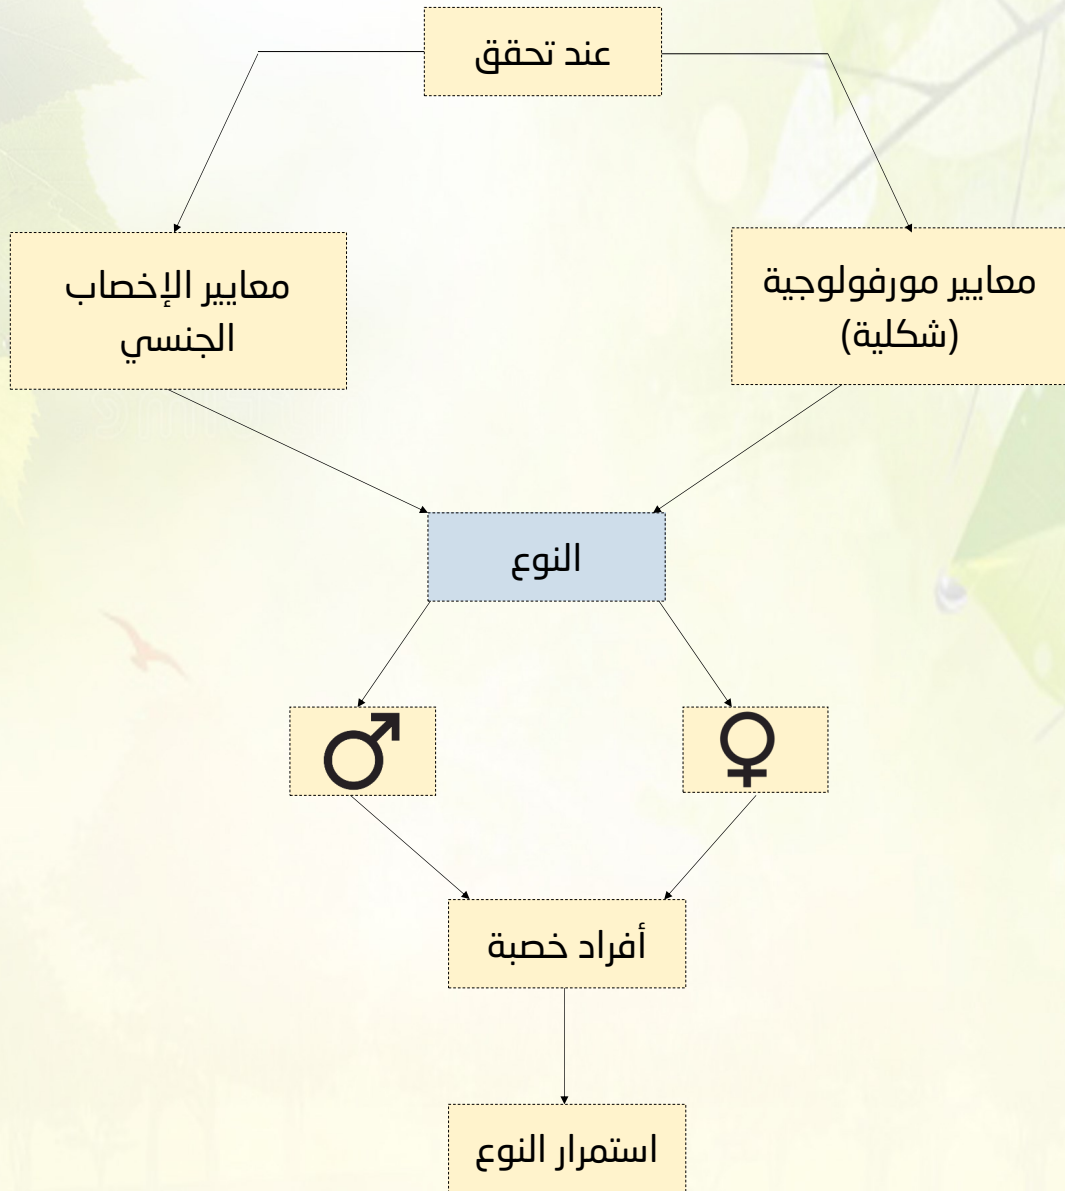 عند تحقق
معايير مورفولوجية
(شكلية)
معايير الإخصاب
الجنسي
النوع
♀
♂
أفراد خصبة
استمرار النوع